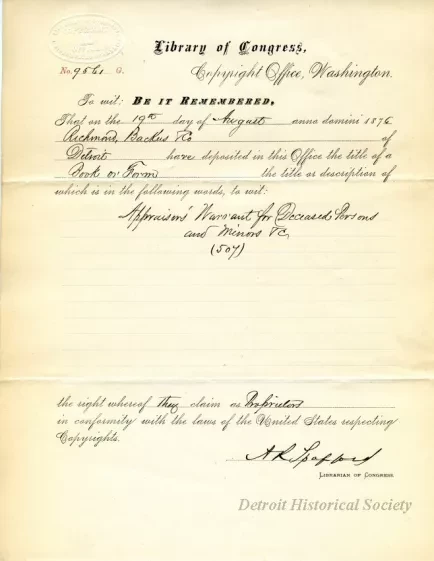 Library of Congress,
No. 9561 G.
Copyright Office, Washington.
To wit: BE IT REMEMBERED,
That on the 19th day of August anno domini 1876
Richmond, Backus & Co of
Detroit have deposited in this Office the title of a
Book or Form the title or description of
which is in the following words, to wit:
Appraisors' Warrant for Deceased Persons
and Minors &c,
(507)
the right whereof they claim as Proprietors
in conformity with the laws of the United States respecting
Copyrights.
A R Spofford
LIBRARIAN OF CONGRESS.
Detroit Historical Society